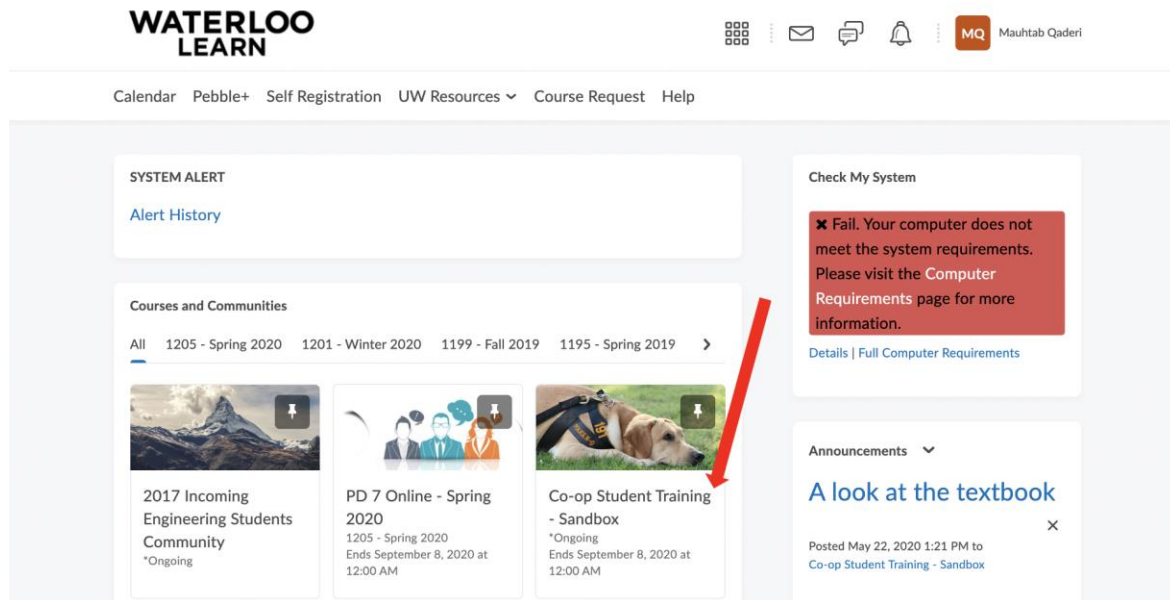 WATERLOO
LEARN
MQ
Mauhtab Qaderi
Calendar Pebble+ Self Registration UW Resources Course Request Help
SYSTEM ALERT
Alert History
Courses and Communities
All 1205 - Spring 2020 1201 - Winter 2020 1199 - Fall 2019 1195 - Spring 2019
2017 Incoming
Engineering Students
Community
*Ongoing
PD 7 Online - Spring
2020
1205 - Spring 2020
Ends September 8, 2020 at
12:00 AM
191
Co-op Student Training
- Sandbox
*Ongoing
Ends September 8, 2020 at
12:00 AM
Check My System
✖ Fail. Your computer does not
meet the system requirements.
Please visit the Computer
Requirements page for more
information.
Details | Full Computer Requirements
Announcements
A look at the textbook
Posted May 22, 2020 1:21 PM to
Co-op Student Training - Sandbox